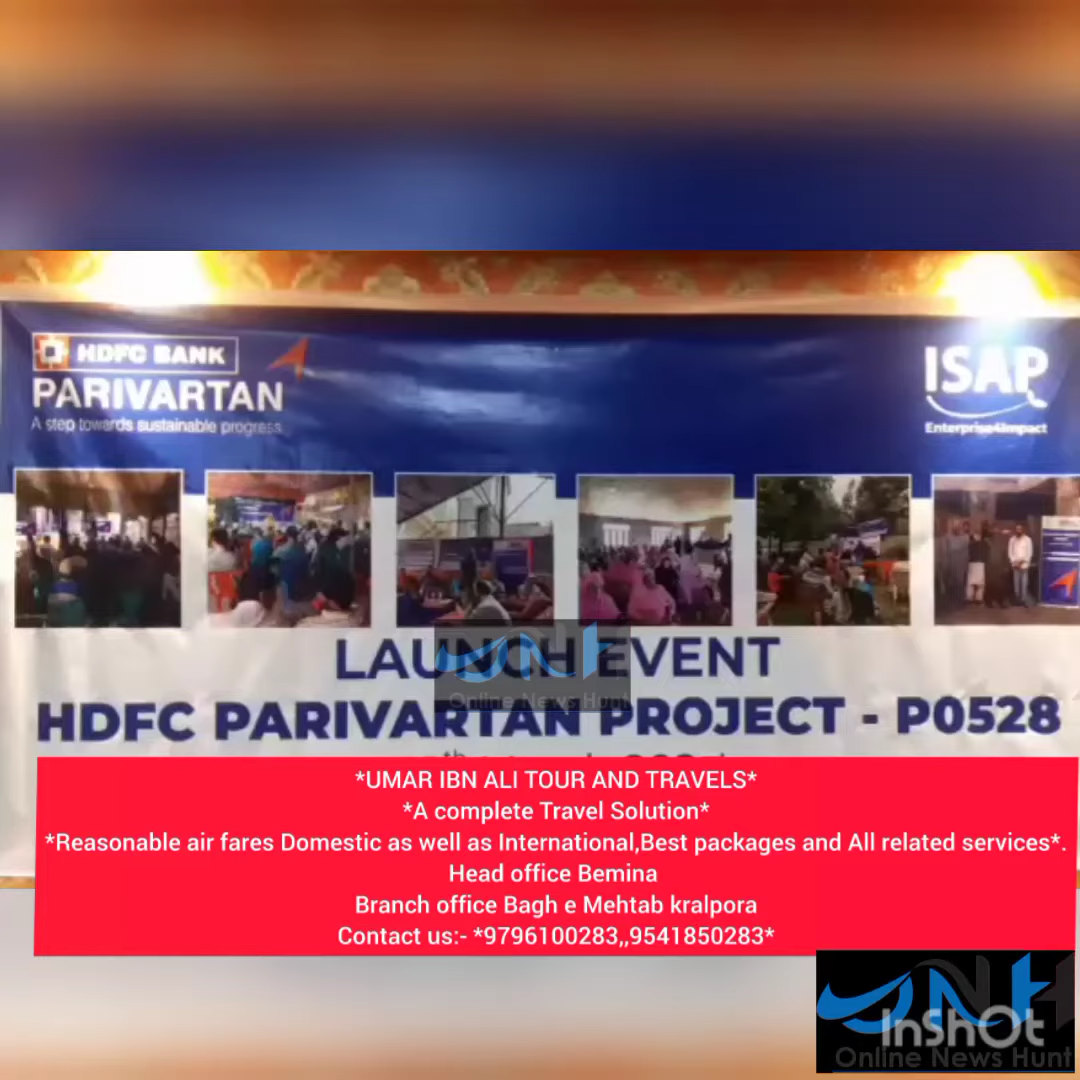 HDFC BANK
PARIVARTAN
A step towards sustainable progress
ISAP
Enterprise4Impact
LAUNCH EVENT
Online News Hunt
HDFC PARIVARTAN PROJECT - P0528
*UMAR IBN ALI TOUR AND TRAVELS*
*A complete Travel Solution*
*Reasonable air fares Domestic as well as International,Best packages and All related services*.
Head office Bemina
Branch office Bagh e Mehtab kralpora
Contact us:- *9796100283,,9541850283*
InShOt
Online News Hunt